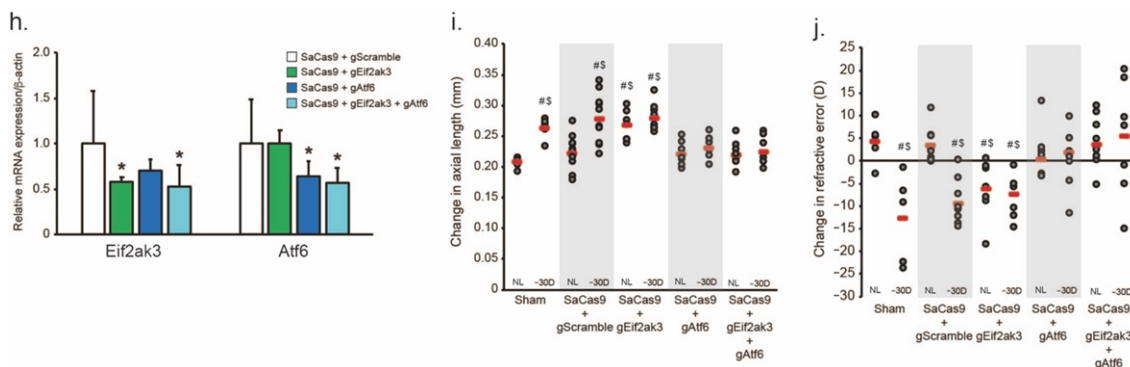 h.
Relative mRNA expression/β-actin
2.0
1.5
1.0
0.5
0.0
SaCas9 + gScramble
SaCas9 + gEif2ak3
SaCas9 + gAtf6
SaCas9 + gEif2ak3 + gAtf6
* * * *
Eif2ak3 Atf6
i.
Change in axial length (mm)
0.40
0.35
0.30
0.25
0.20
0.15
0.10
0.05
0.0
#$ #$ #$ #$
NL -30D NL -30D NL -30D NL -30D NL -30D
Sham SaCas9 SaCas9 SaCas9 SaCas9
+ + + +
gScramble gEif2ak3 gAtf6 gEif2ak3
+
gAtf6
j.
Change in refractive error (D)
25
20
15
10
5
0
-5
-10
-15
-20
-25
-30
#$ #$ #$ #$
NL -30D NL -30D NL -30D NL -30D NL -30D
Sham SaCas9 SaCas9 SaCas9 SaCas9
+ + + +
gScramble gEif2ak3 gAtf6 gEif2ak3
+
gAtf6